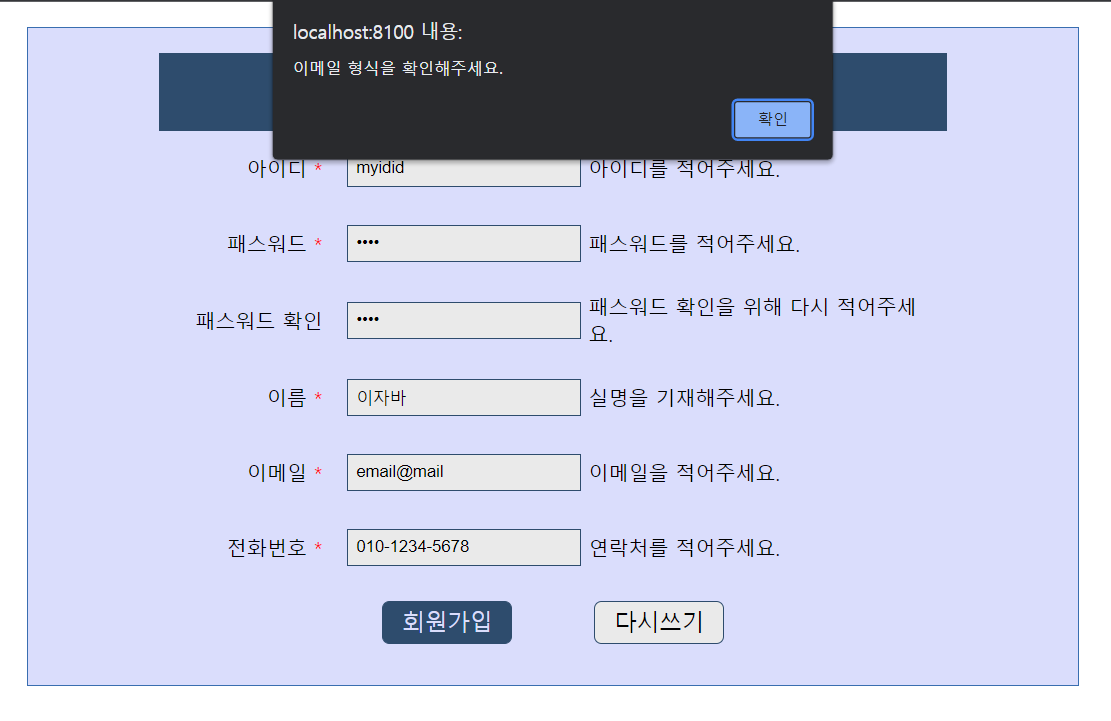 localhost:8100 내용:
이메일 형식을 확인해주세요.
확인
아이디 * myidid 아이디를 적어주세요.
패스워드 * •••• 패스워드를 적어주세요.
패스워드 확인 •••• 패스워드 확인을 위해 다시 적어주세
요.
이름 * 이자바 실명을 기재해주세요.
이메일 * email@mail 이메일을 적어주세요.
전화번호 * 010-1234-5678 연락처를 적어주세요.
회원가입 다시쓰기